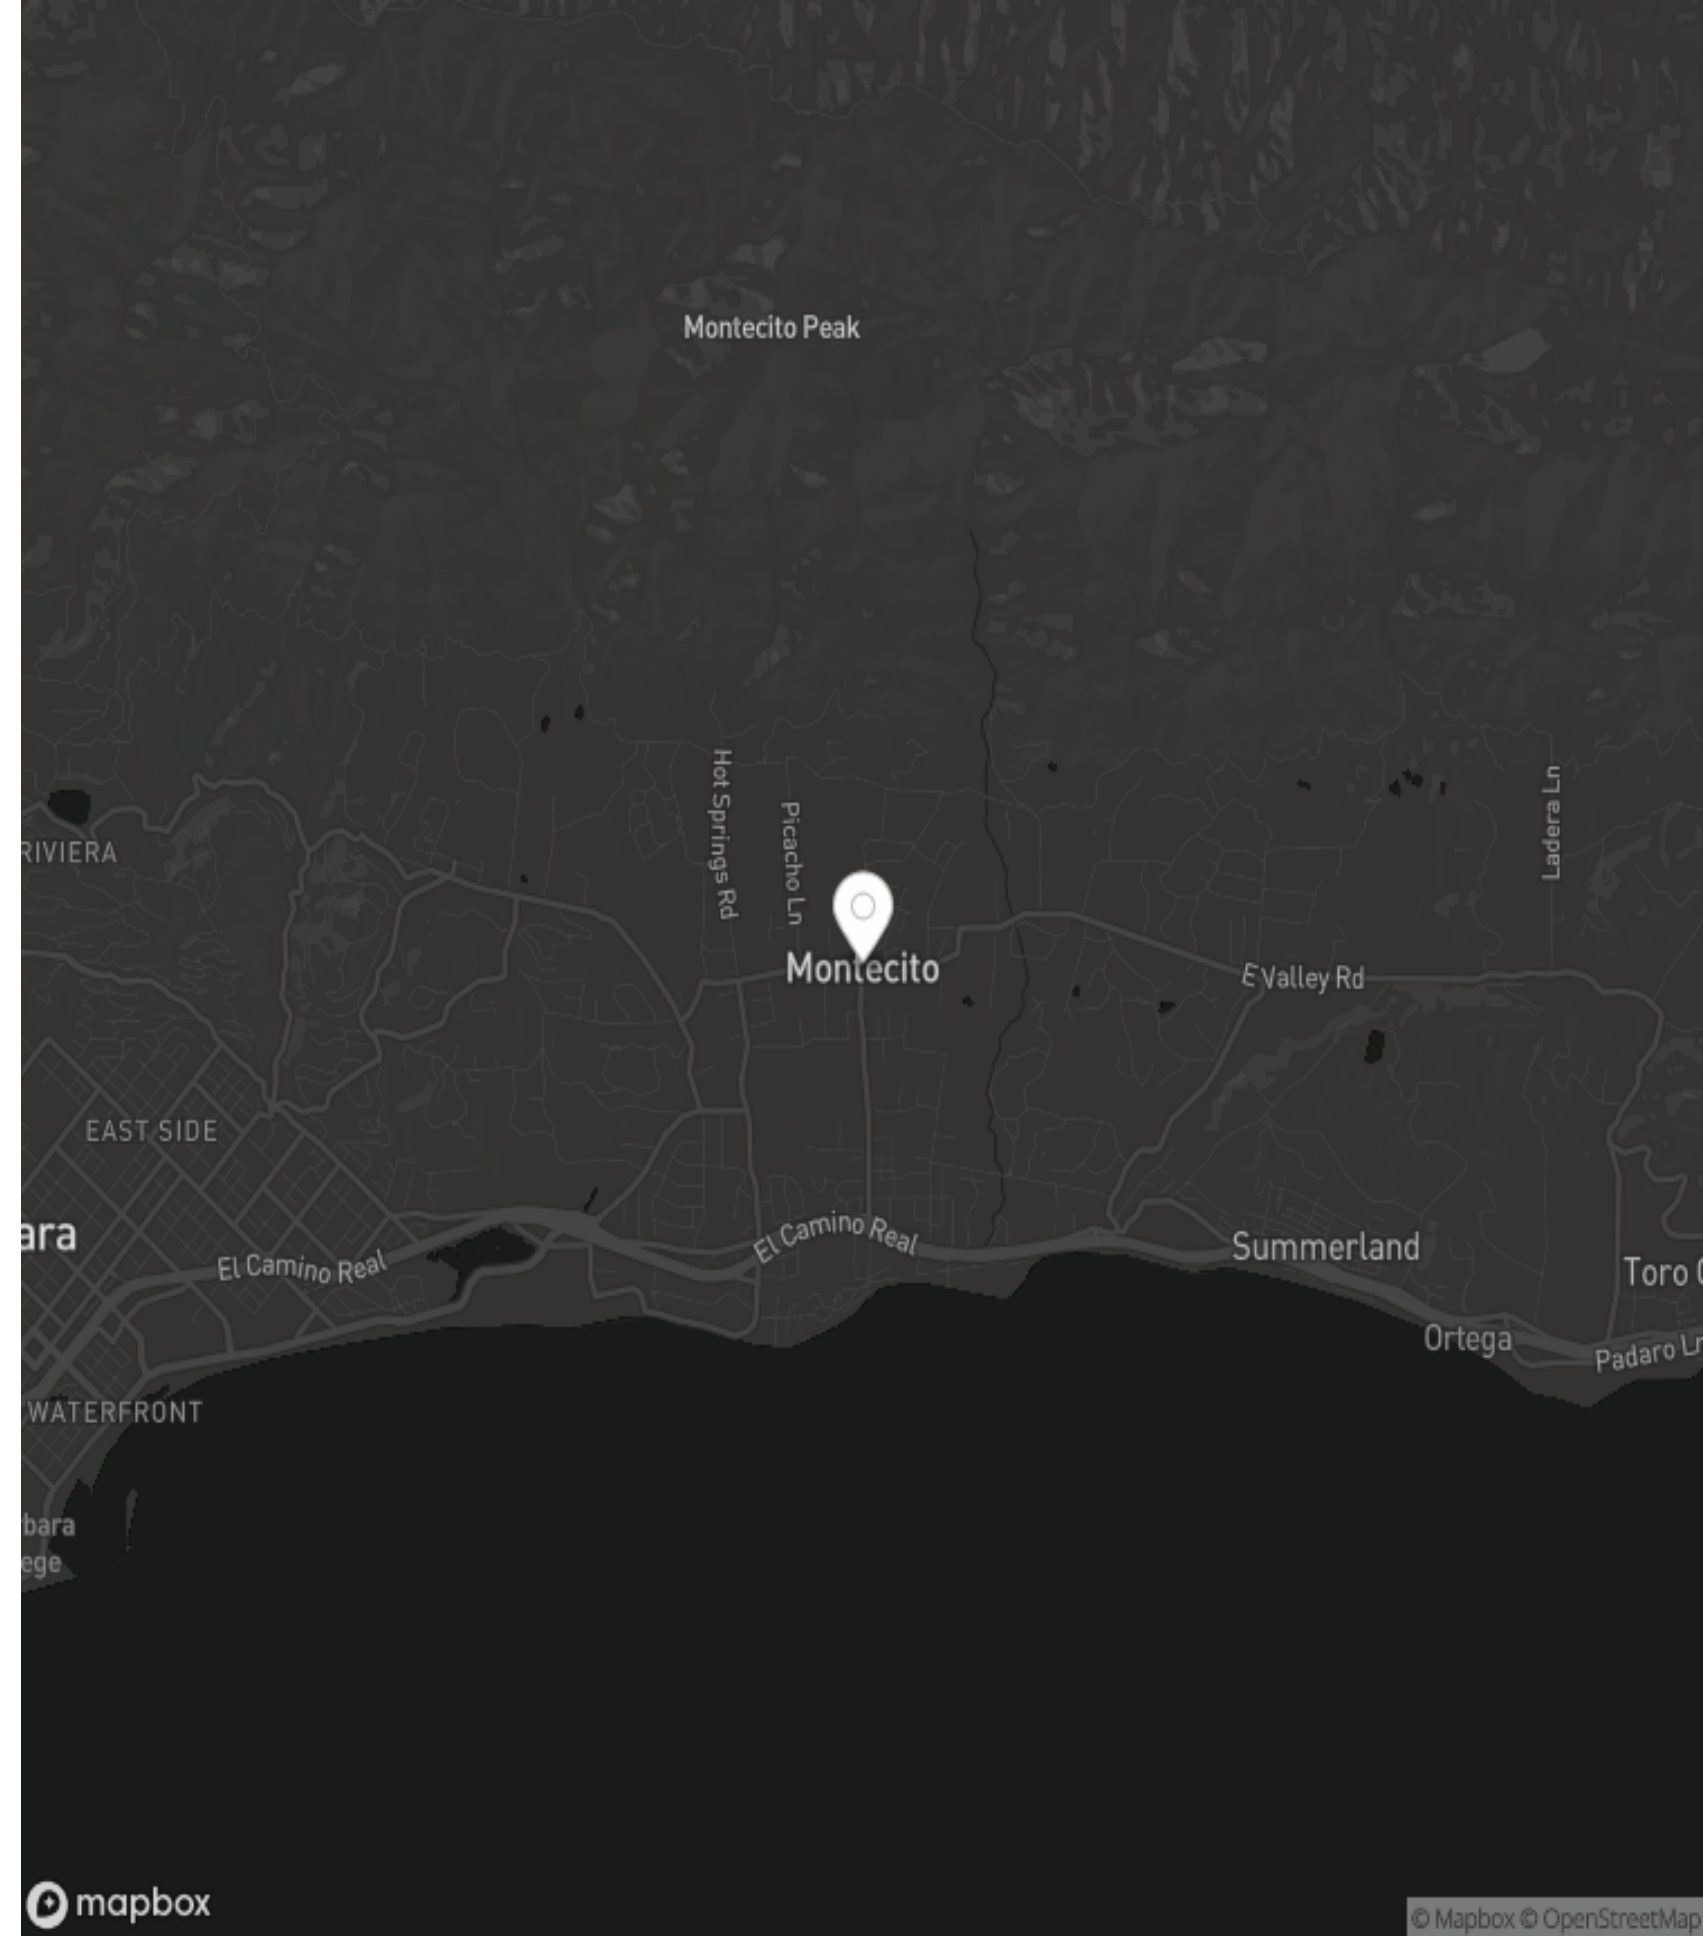 Montecito Peak
Hot Springs Rd
Picacho Ln
Ladera Ln
RIVIERA
Montecito
E Valley Rd
EAST SIDE
ara
El Camino Real
El Camino Real
Summerland
Toro
Ortega
Padaro Ln
WATERFRONT
bara
ege
mapbox
© Mapbox © OpenStreetMap